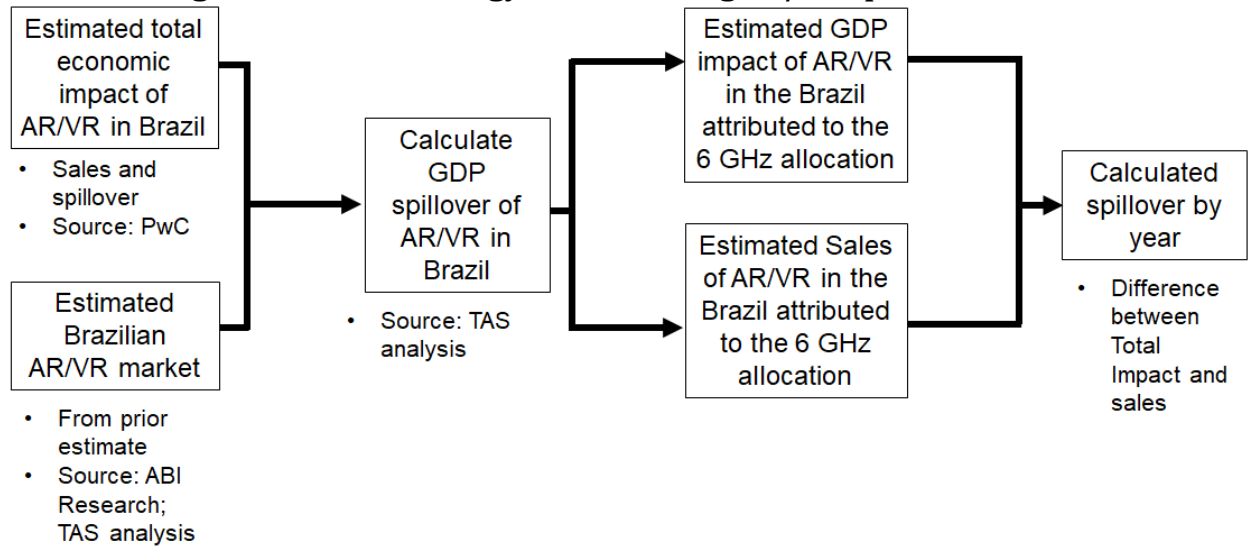 Estimated total
economic
impact of
AR/VR in Brazil
• Sales and
spillover
• Source: PwC
Estimated
Brazilian
AR/VR market
• From prior
estimate
• Source: ABI
Research;
TAS analysis
Calculate
GDP
spillover of
AR/VR in
Brazil
• Source: TAS
analysis
Estimated GDP
impact of AR/VR
in the Brazil
attributed to the
6 GHz allocation
Estimated Sales
of AR/VR in the
Brazil attributed
to the 6 GHz
allocation
Calculated
spillover by
year
• Difference
between
Total
Impact and
sales